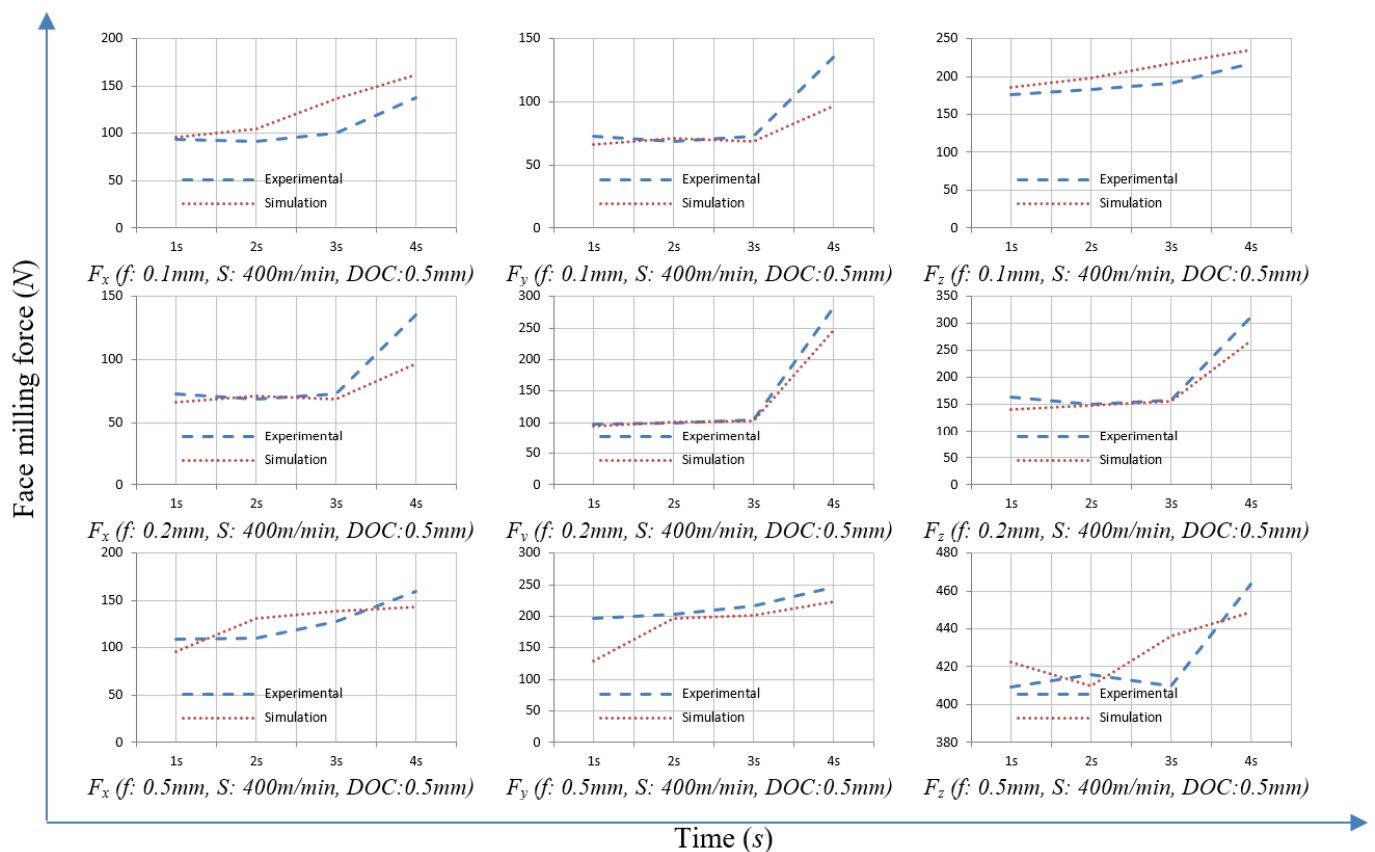 Face milling force (N)
200
150
100
50
0
Experimental
Simulation
1s 2s 3s 4s
Fx (f: 0.1mm, S: 400m/min, DOC:0.5mm)
150
100
50
0
Experimental
Simulation
1s 2s 3s 4s
Fy (f: 0.1mm, S: 400m/min, DOC:0.5mm)
250
200
150
100
50
0
Experimental
Simulation
1s 2s 3s 4s
Fz (f: 0.1mm, S: 400m/min, DOC:0.5mm)
150
100
50
0
Experimental
Simulation
1s 2s 3s 4s
Fx (f: 0.2mm, S: 400m/min, DOC:0.5mm)
300
250
200
150
100
50
0
Experimental
Simulation
1s 2s 3s 4s
Fy (f: 0.2mm, S: 400m/min, DOC:0.5mm)
350
300
250
200
150
100
50
0
Experimental
Simulation
1s 2s 3s 4s
Fz (f: 0.2mm, S: 400m/min, DOC:0.5mm)
200
150
100
50
0
Experimental
Simulation
1s 2s 3s 4s
Fx (f: 0.5mm, S: 400m/min, DOC:0.5mm)
300
250
200
150
100
50
0
Experimental
Simulation
1s 2s 3s 4s
Fy (f: 0.5mm, S: 400m/min, DOC:0.5mm)
480
460
440
420
400
380
Experimental
Simulation
1s 2s 3s 4s
Fz (f: 0.5mm, S: 400m/min, DOC:0.5mm)
Time (s)